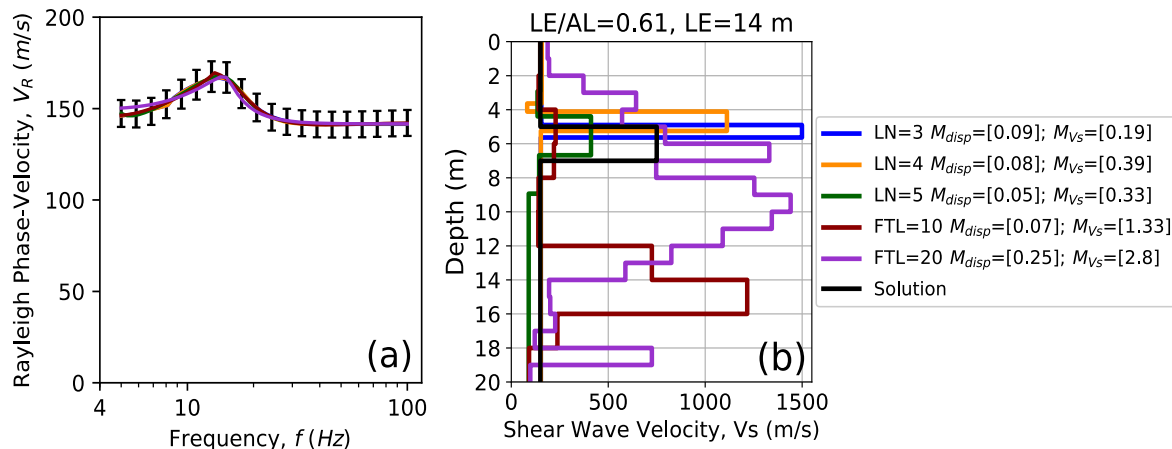 200
150
100
50
0
4
10
100
Rayleigh Phase-Velocity, V_R (m/s)
Frequency, f (Hz)
(a)
LE/AL=0.61, LE=14 m
0
2
4
6
8
10
12
14
16
18
20
Depth (m)
0
500
1000
1500
Shear Wave Velocity, Vs (m/s)
(b)
LN=3 M_disp=[0.09]; M_Vs=[0.19]
LN=4 M_disp=[0.08]; M_Vs=[0.39]
LN=5 M_disp=[0.05]; M_Vs=[0.33]
FTL=10 M_disp=[0.07]; M_Vs=[1.33]
FTL=20 M_disp=[0.25]; M_Vs=[2.8]
Solution